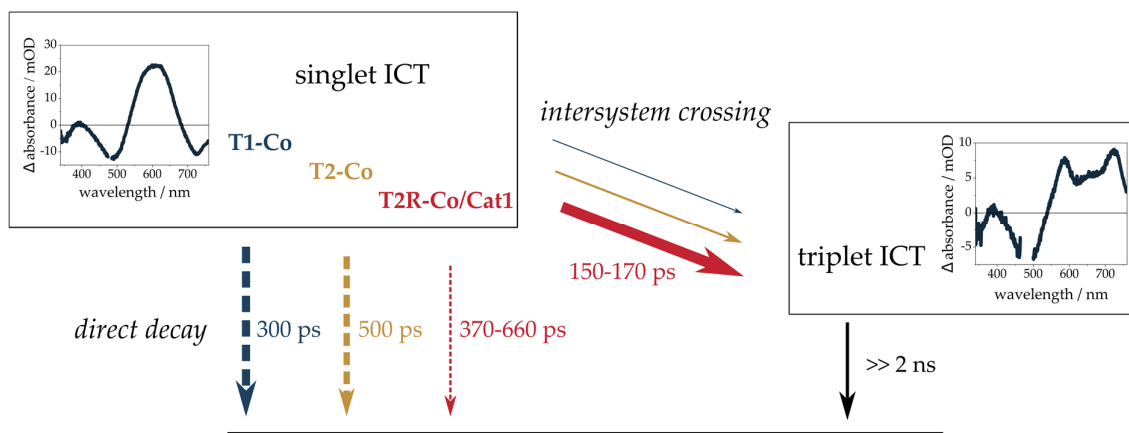 singlet ICT
30
20
10
0
-10
400 500 600 700
Δ absorbance / mOD
wavelength / nm
T1-Co
T2-Co
T2R-Co/Cat1
intersystem crossing
150-170 ps
triplet ICT
10
5
0
-5
400 500 600 700
Δ absorbance / mOD
wavelength / nm
direct decay
300 ps
500 ps
370-660 ps
>> 2 ns